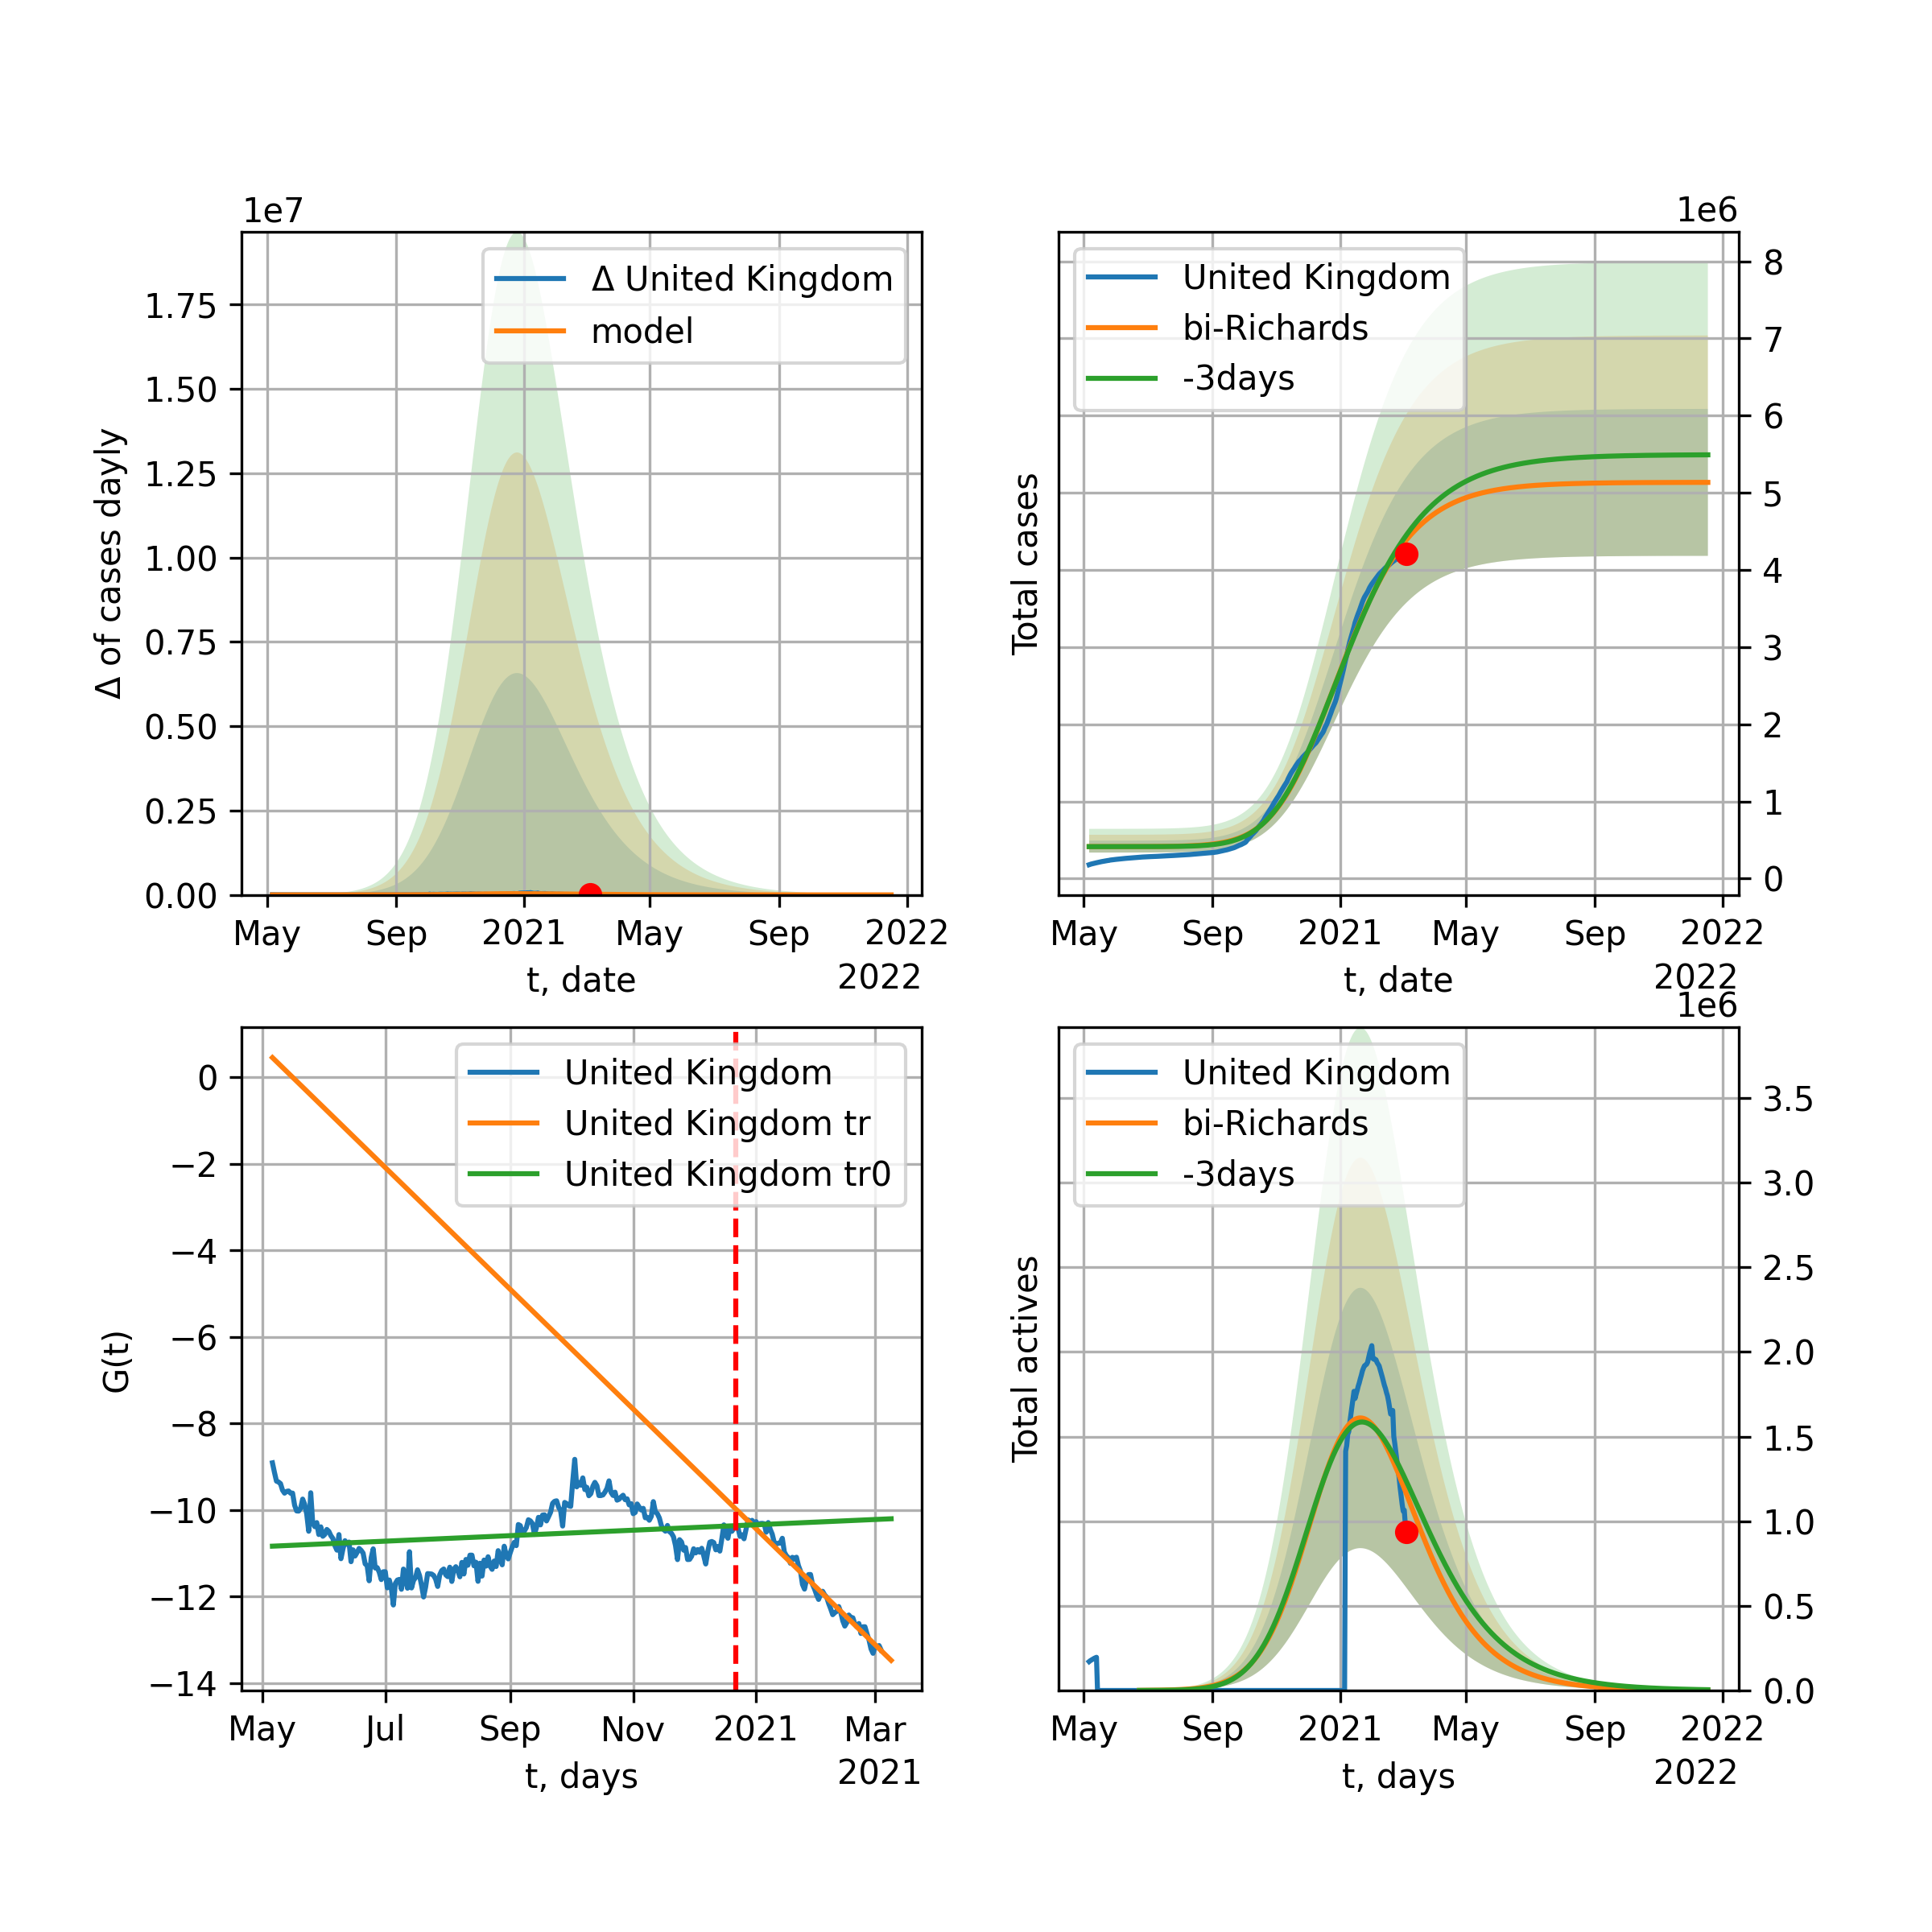 1e7
Δ United Kingdom
model
1.75
1.50
1.25
1.00
0.75
0.50
0.25
0.00
Δ of cases dayly
May Sep 2021 May Sep 2022
t, date
2022
1e6
United Kingdom
bi-Richards
-3days
8
7
6
5
4
3
2
1
0
Total cases
May Sep 2021 May Sep 2022
t, date
2022
United Kingdom
United Kingdom tr
United Kingdom tr0
0
−2
−4
−6
−8
−10
−12
−14
G(t)
May Jul Sep Nov 2021 Mar
t, days
2021
1e6
United Kingdom
bi-Richards
-3days
3.5
3.0
2.5
2.0
1.5
1.0
0.5
0.0
Total actives
May Sep 2021 May Sep 2022
t, days
2022